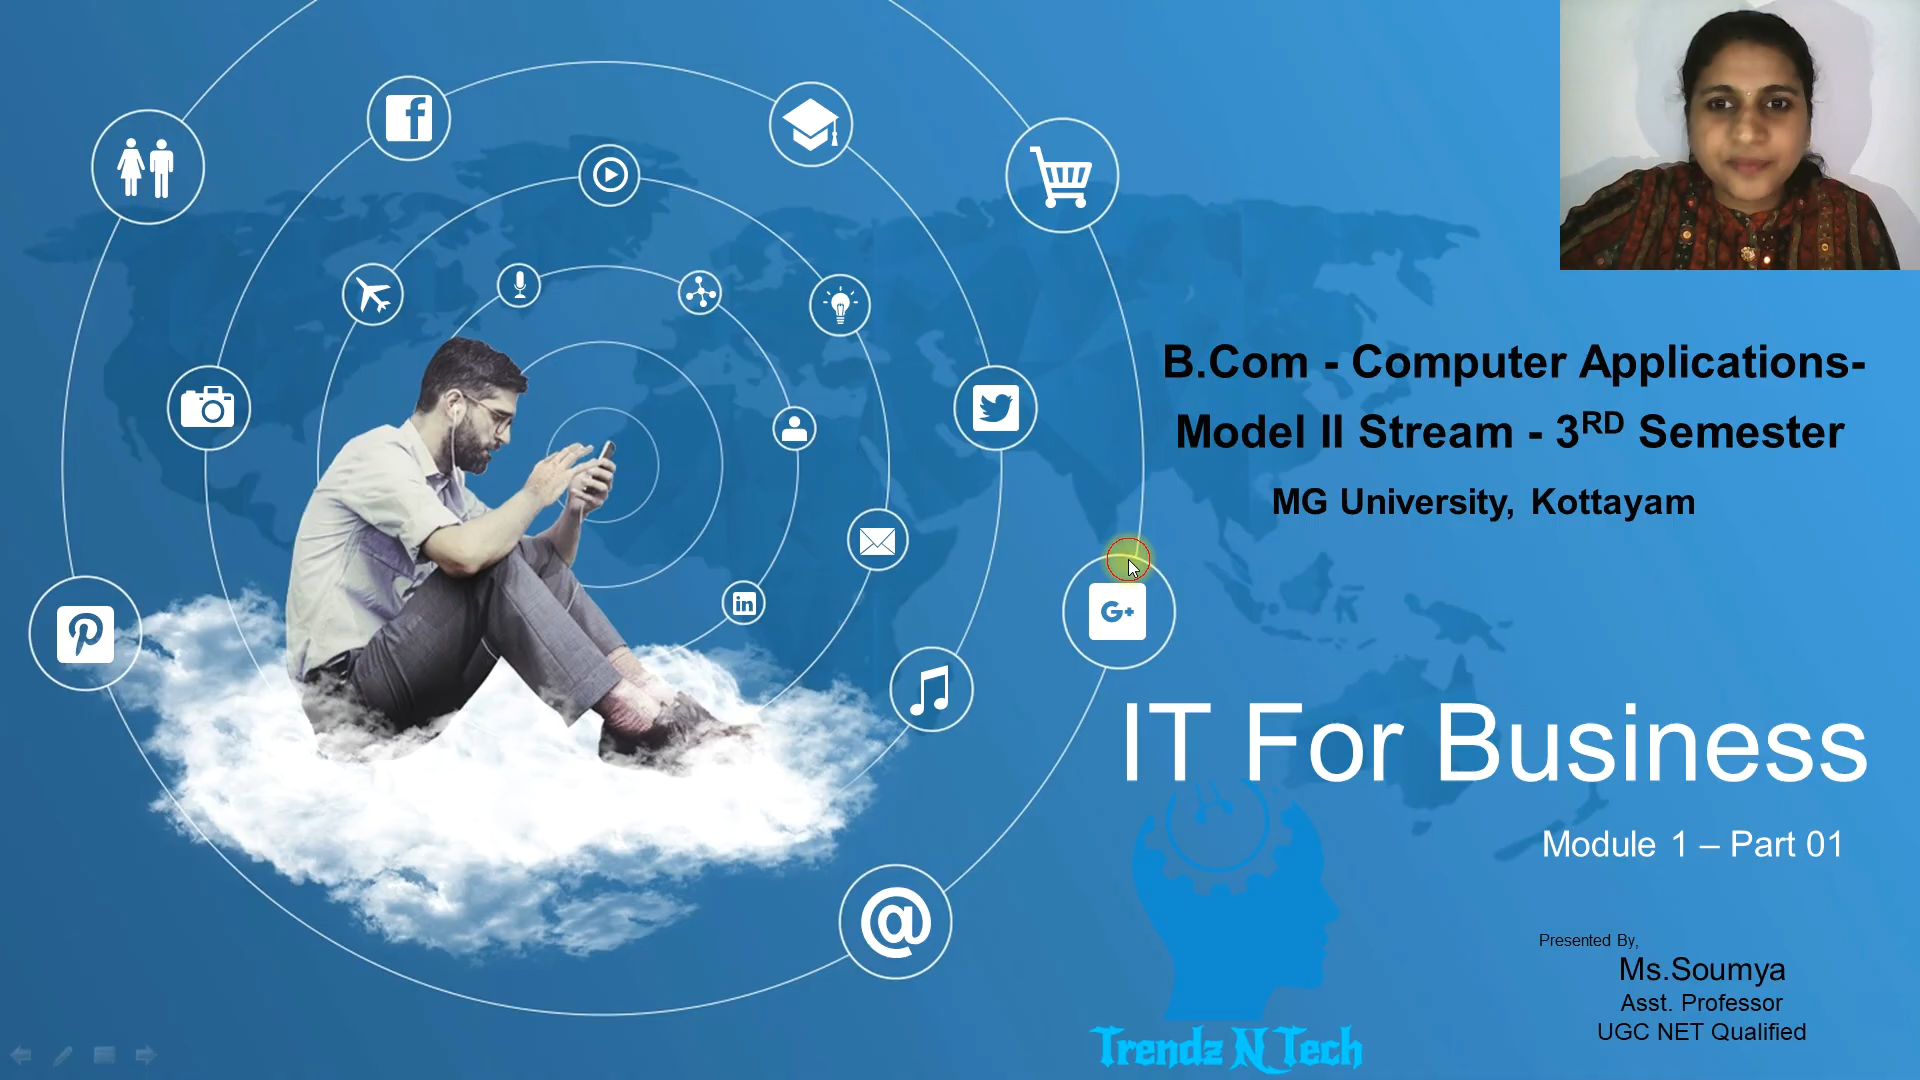 B.Com - Computer Applications-
Model II Stream - 3RD Semester
MG University, Kottayam
in
G+
IT For Business
Module 1 – Part 01
@
Presented By,
Ms.Soumya
Asst. Professor
UGC NET Qualified
Trendz N Tech